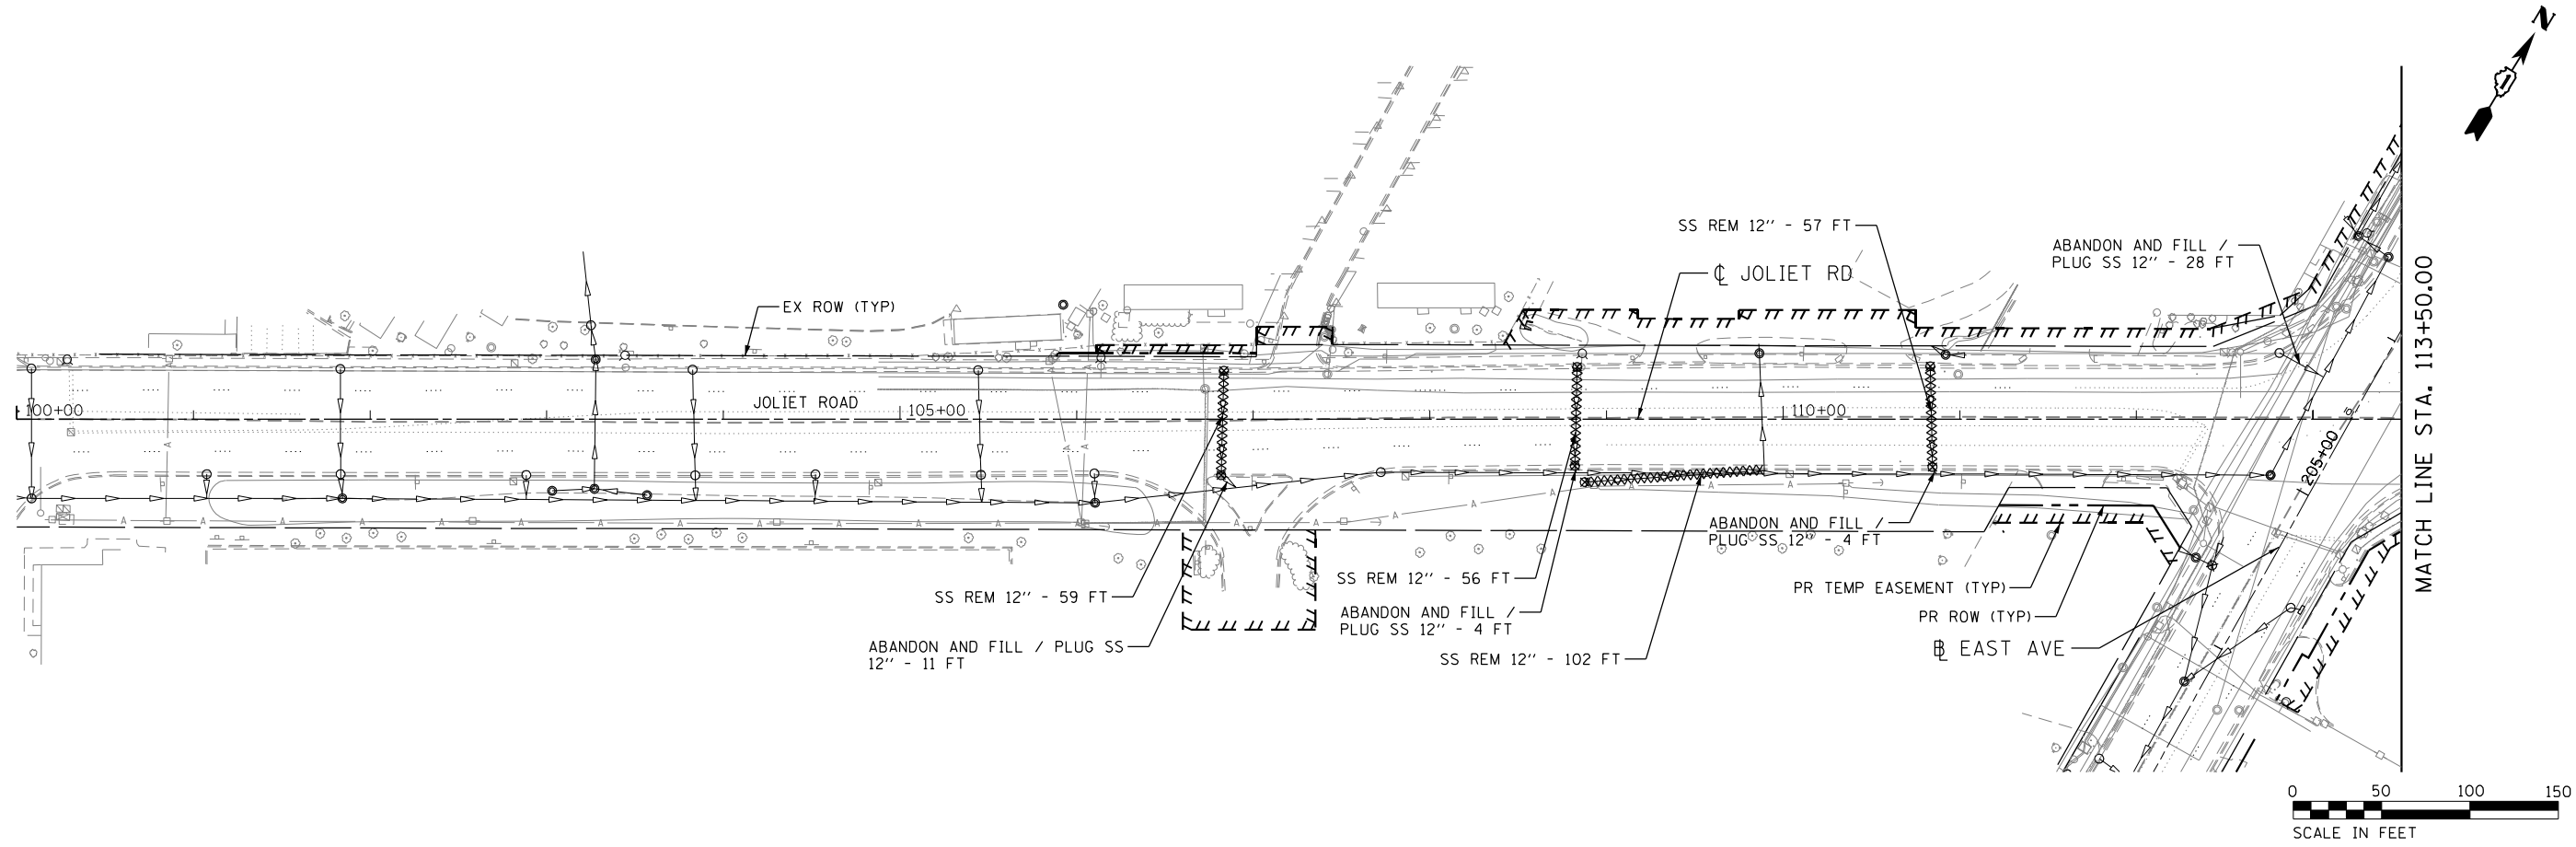 N
SS REM 12" - 57 FT
ABANDON AND FILL /
PLUG SS 12" - 28 FT
℄ JOLIET RD
EX ROW (TYP)
MATCH LINE STA. 113+50.00
100+00
JOLIET ROAD
105+00
110+00
205+00
A A A A A A A A A A A A A A A A A
SS REM 12" - 59 FT
ABANDON AND FILL / PLUG SS
12" - 11 FT
SS REM 12" - 56 FT
ABANDON AND FILL /
PLUG SS 12" - 4 FT
SS REM 12" - 102 FT
ABANDON AND FILL /
PLUG SS 12" - 4 FT
PR TEMP EASEMENT (TYP)
PR ROW (TYP)
BL EAST AVE
0 50 100 150
SCALE IN FEET